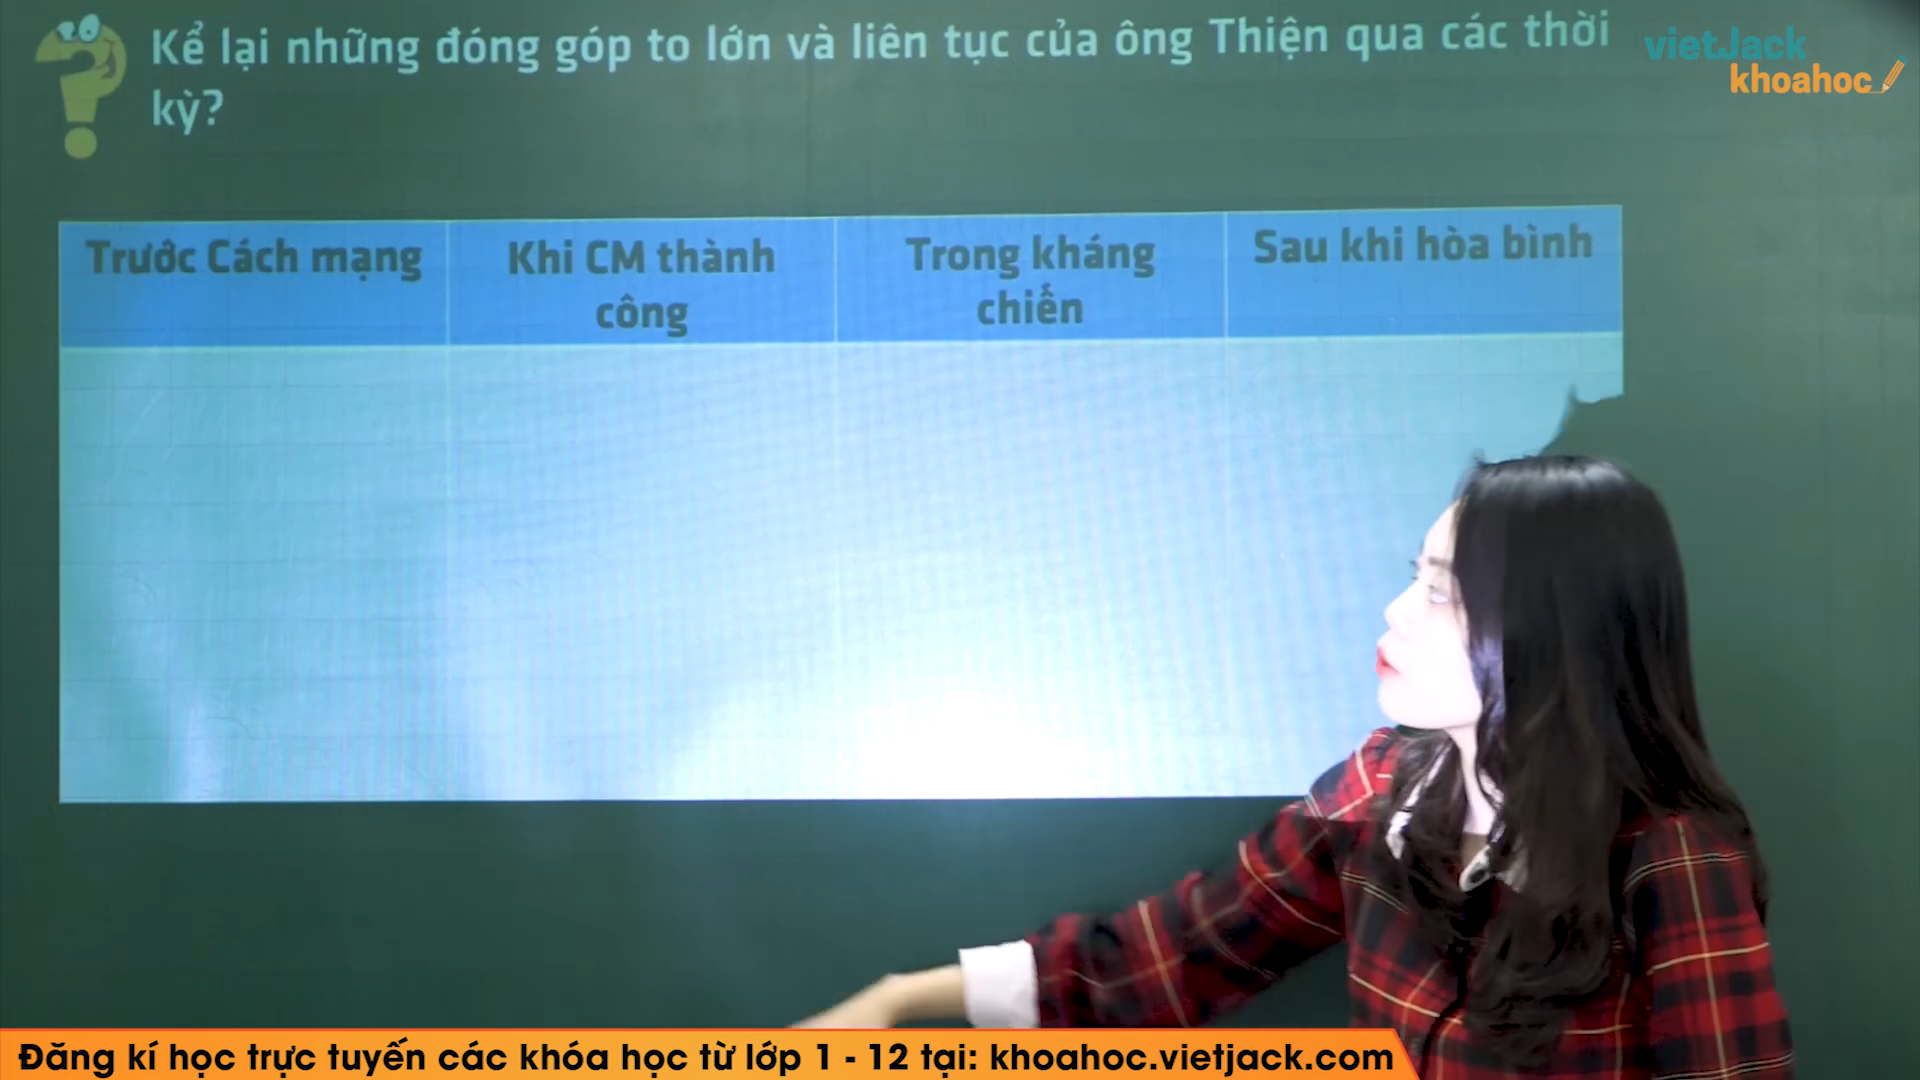 Kể lại những đóng góp to lớn và liên tục của ông Thiện qua các thời
kỳ?
vietJack
khoahoc
Trước Cách mạng
Khi CM thành
công
Trong kháng
chiến
Sau khi hòa bình
Đăng kí học trực tuyến các khóa học từ lớp 1 - 12 tại: khoahoc.vietjack.com